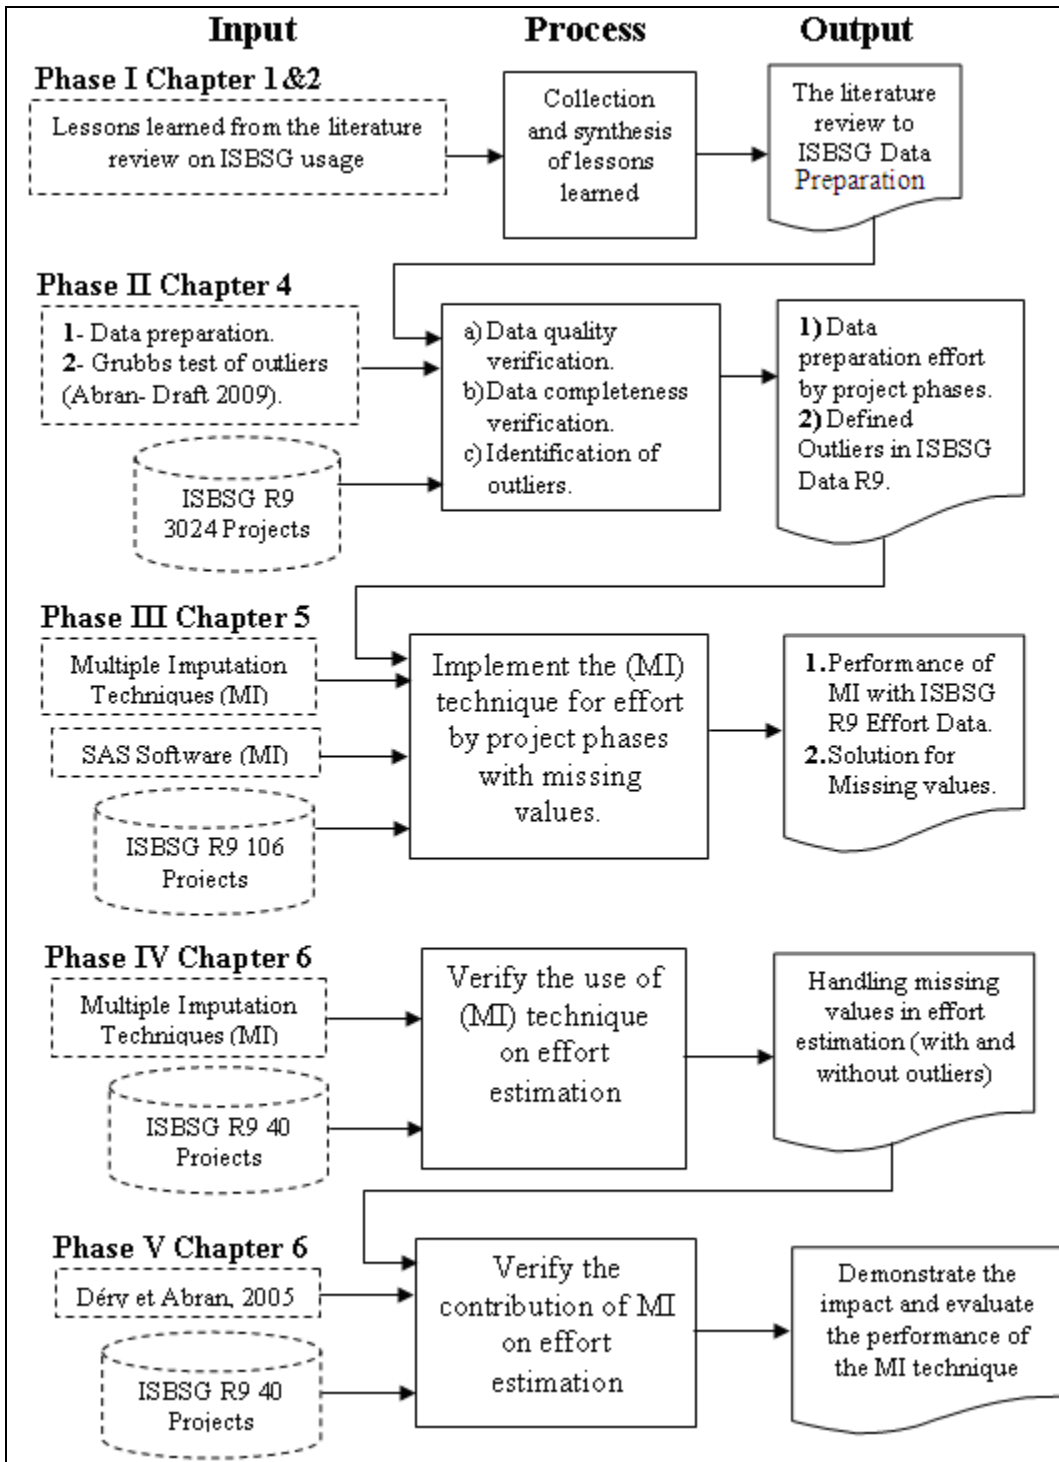 Input
Process
Output
Phase I Chapter 1&2
Lessons learned from the literature
review on ISBSG usage
Collection
and synthesis
of lessons
learned
The literature
review to
ISBSG Data
Preparation
Phase II Chapter 4
1- Data preparation.
2- Grubbs test of outliers
(Abran- Draft 2009).
ISBSG R9
3024 Projects
a) Data quality
verification.
b) Data completeness
verification.
c) Identification of
outliers.
1) Data
preparation effort
by project phases.
2) Defined
Outliers in ISBSG
Data R9.
Phase III Chapter 5
Multiple Imputation
Techniques (MI)
SAS Software (MI)
ISBSG R9 106
Projects
Implement the (MI)
technique for effort
by project phases
with missing
values.
1. Performance of
MI with ISBSG
R9 Effort Data.
2. Solution for
Missing values.
Phase IV Chapter 6
Multiple Imputation
Techniques (MI)
ISBSG R9 40
Projects
Verify the use of
(MI) technique
on effort
estimation
Handling missing
values in effort
estimation (with and
without outliers)
Phase V Chapter 6
Déry et Abran, 2005
ISBSG R9 40
Projects
Verify the
contribution of MI
on effort
estimation
Demonstrate the
impact and evaluate
the performance of
the MI technique